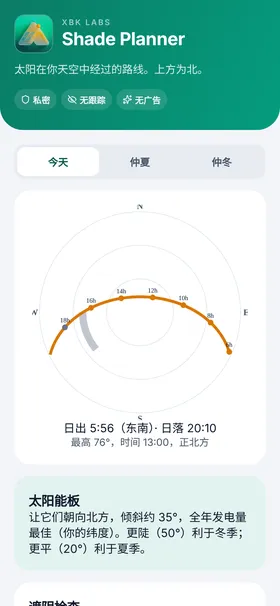 XBK LABS
Shade Planner
太阳在你天空中经过的路线。上方为北。
私密
无跟踪
无广告
今天
仲夏
仲冬
N
14h
12h
16h
10h
18h
8h
6h
E
S
日出 5:56（东南）· 日落 20:10
最高 76°，时间 13:00，正北方
太阳能板
让它们朝向北方，倾斜约 35°，全年发电量
最佳（你的纬度）。更陡（50°）利于冬季；
更平（20°）利于夏季。
遮阴检查